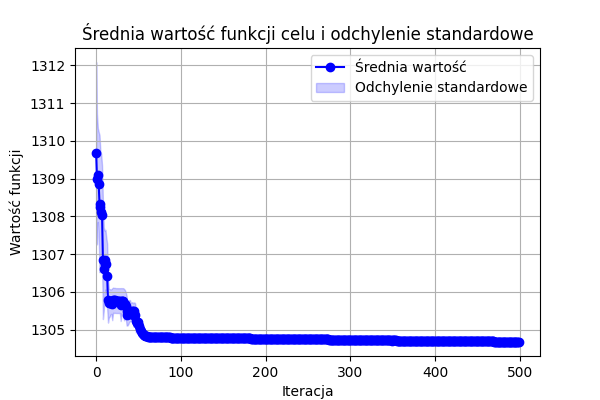 Średnia wartość funkcji celu i odchylenie standardowe
Średnia wartość
Odchylenie standardowe
Wartość funkcji
1312
1311
1310
1309
1308
1307
1306
1305
0 100 200 300 400 500
Iteracja